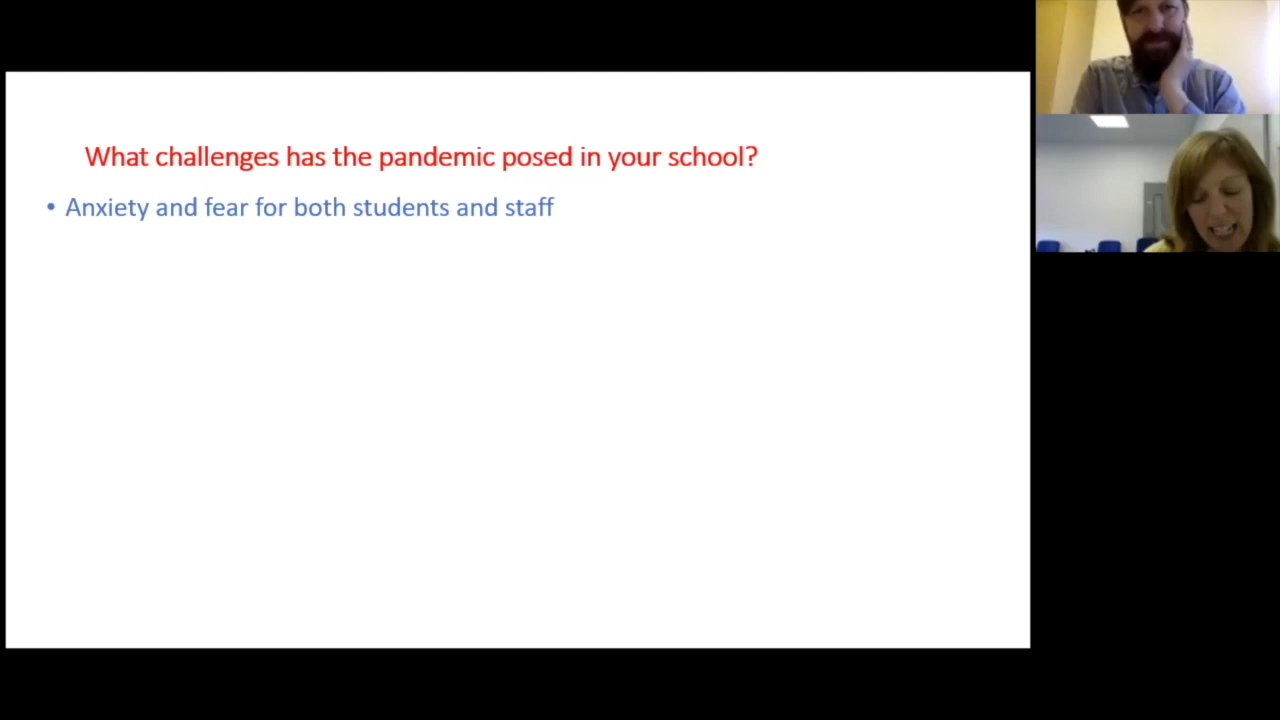 What challenges has the pandemic posed in your school?
• Anxiety and fear for both students and staff